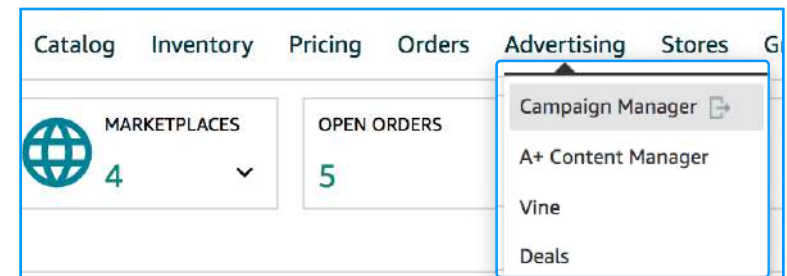 Catalog Inventory Pricing Orders Advertising Stores
MARKETPLACES
4
OPEN ORDERS
5
Campaign Manager
A+ Content Manager
Vine
Deals